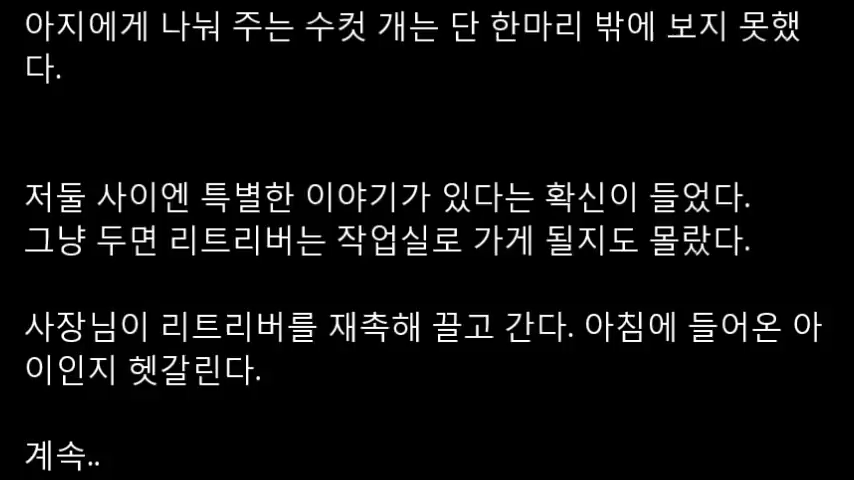 아지에게 나눠 주는 수컷 개는 단 한마리 밖에 보지 못했
다.
저둘 사이엔 특별한 이야기가 있다는 확신이 들었다.
그냥 두면 리트리버는 작업실로 가게 될지도 몰랐다.
사장님이 리트리버를 재촉해 끌고 간다. 아침에 들어온 아
이인지 헷갈린다.
계속..